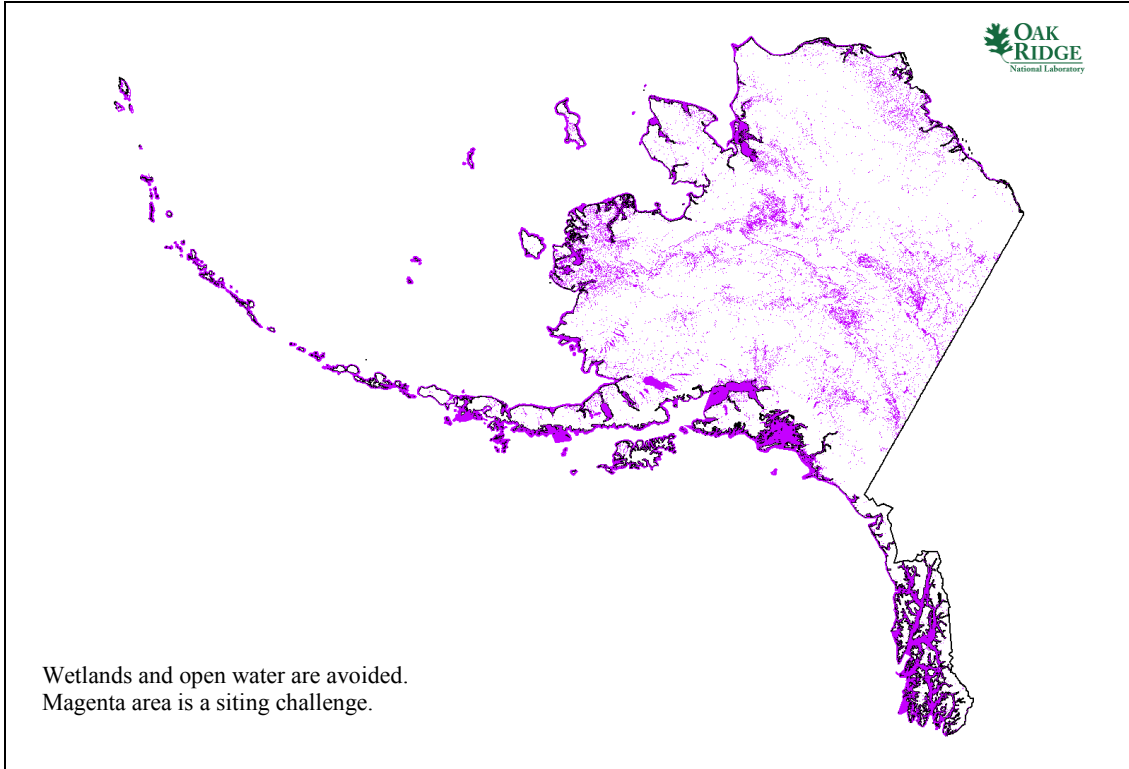 OAK
RIDGE
National Laboratory
Wetlands and open water are avoided.
Magenta area is a siting challenge.